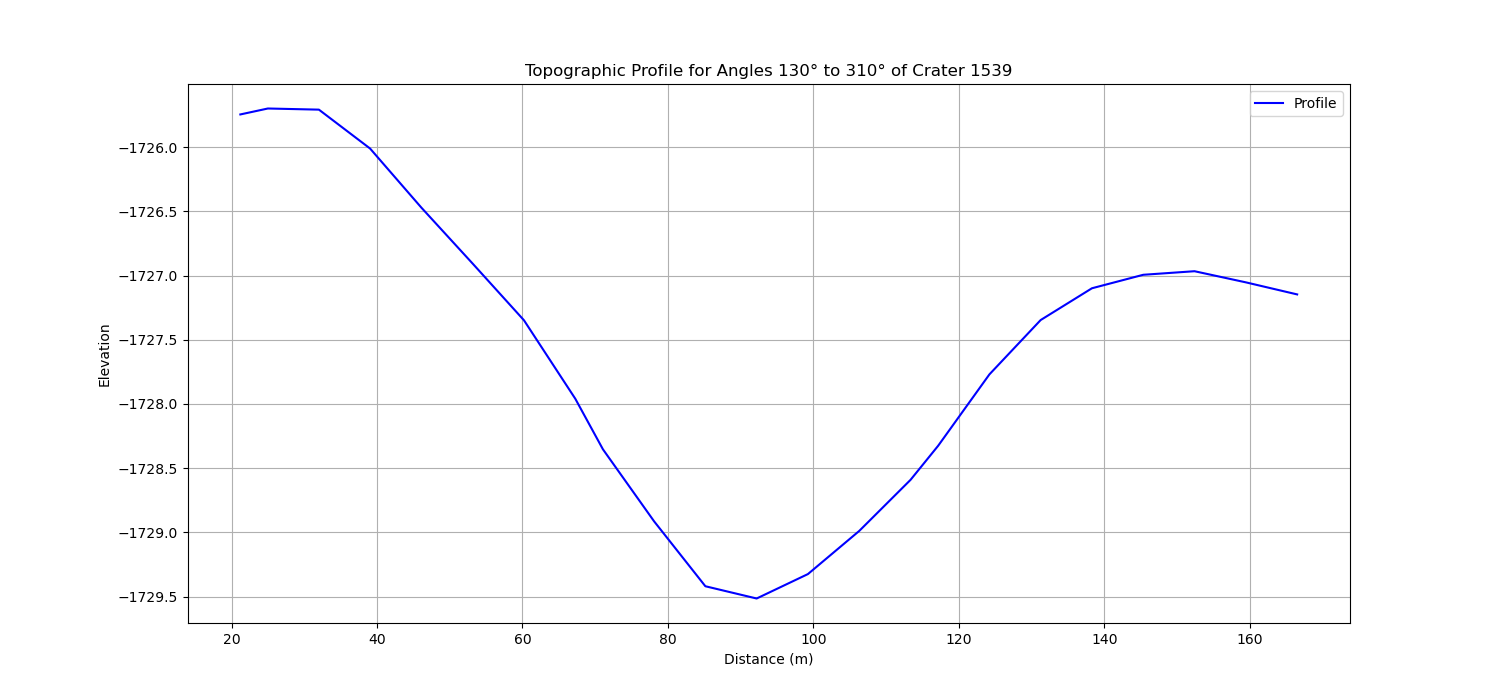 Topographic Profile for Angles 130° to 310° of Crater 1539
Profile
−1726.0
−1726.5
−1727.0
−1727.5
−1728.0
−1728.5
−1729.0
−1729.5
Elevation
20 40 60 80 100 120 140 160
Distance (m)